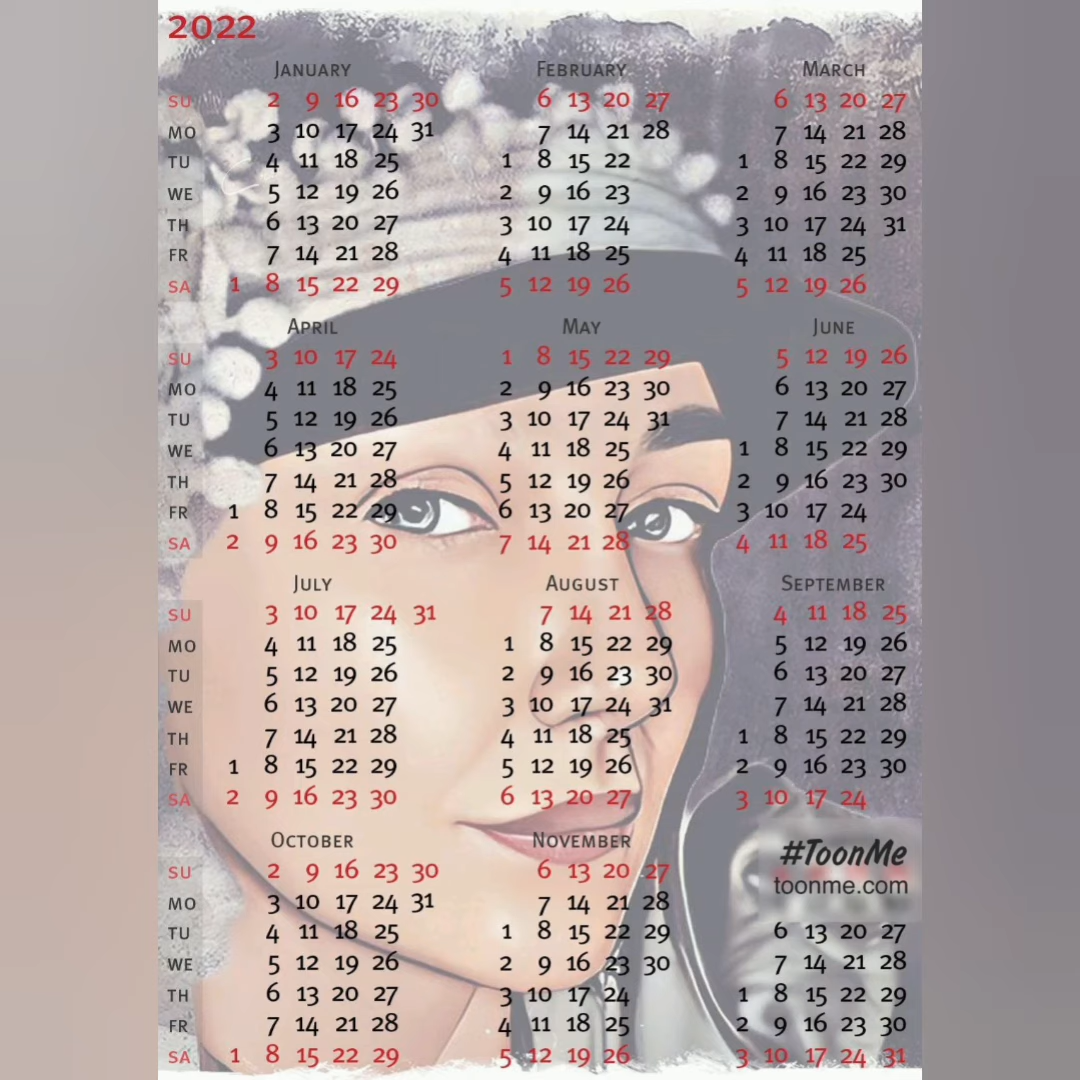 2022
JANUARY FEBRUARY MARCH
SU 2 9 16 23 30 6 13 20 27 6 13 20 27
MO 3 10 17 24 31 7 14 21 28 7 14 21 28
TU 4 11 18 25 1 8 15 22 1 8 15 22 29
WE 5 12 19 26 2 9 16 23 2 9 16 23 30
TH 6 13 20 27 3 10 17 24 3 10 17 24 31
FR 7 14 21 28 4 11 18 25 4 11 18 25
SA 1 8 15 22 29 5 12 19 26 5 12 19 26
APRIL MAY JUNE
SU 3 10 17 24 1 8 15 22 29 5 12 19 26
MO 4 11 18 25 2 9 16 23 30 6 13 20 27
TU 5 12 19 26 3 10 17 24 31 7 14 21 28
WE 6 13 20 27 4 11 18 25 1 8 15 22 29
TH 7 14 21 28 5 12 19 26 2 9 16 23 30
FR 1 8 15 22 29 6 13 20 27 3 10 17 24
SA 2 9 16 23 30 7 14 21 28 4 11 18 25
JULY AUGUST SEPTEMBER
SU 3 10 17 24 31 7 14 21 28 4 11 18 25
MO 4 11 18 25 1 8 15 22 29 5 12 19 26
TU 5 12 19 26 2 9 16 23 30 6 13 20 27
WE 6 13 20 27 3 10 17 24 31 7 14 21 28
TH 7 14 21 28 4 11 18 25 1 8 15 22 29
FR 1 8 15 22 29 5 12 19 26 2 9 16 23 30
SA 2 9 16 23 30 6 13 20 27 3 10 17 24
OCTOBER NOVEMBER #ToonMe
SU 2 9 16 23 30 6 13 20 27 toonme.com
MO 3 10 17 24 31 7 14 21 28
TU 4 11 18 25 1 8 15 22 29 6 13 20 27
WE 5 12 19 26 2 9 16 23 30 7 14 21 28
TH 6 13 20 27 3 10 17 24 1 8 15 22 29
FR 7 14 21 28 4 11 18 25 2 9 16 23 30
SA 1 8 15 22 29 5 12 19 26 3 10 17 24 31